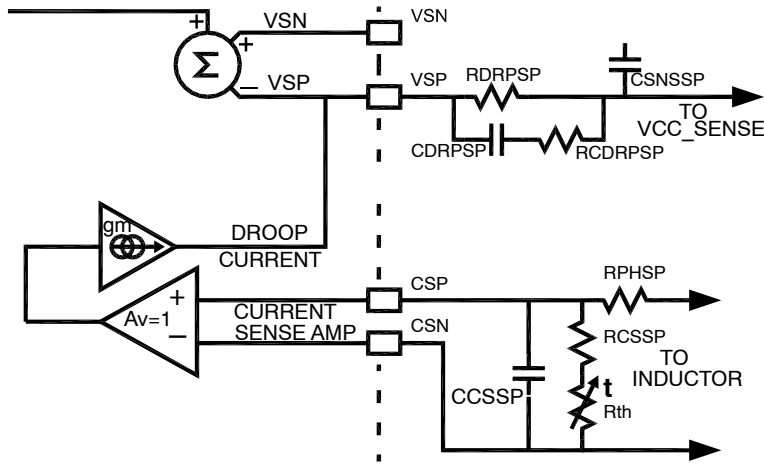 +
VSN
VSN
+
Σ
− VSP
VSP
RDRPSP
CSNSSP
TO
VCC_SENSE
CDRPSP
RCDRPSP
gm
DROOP
CURRENT
CSP
RPHSP
+
Av=1
−
CURRENT
SENSE AMP
CSN
RCSSP
TO
INDUCTOR
CCSSP
t
Rth